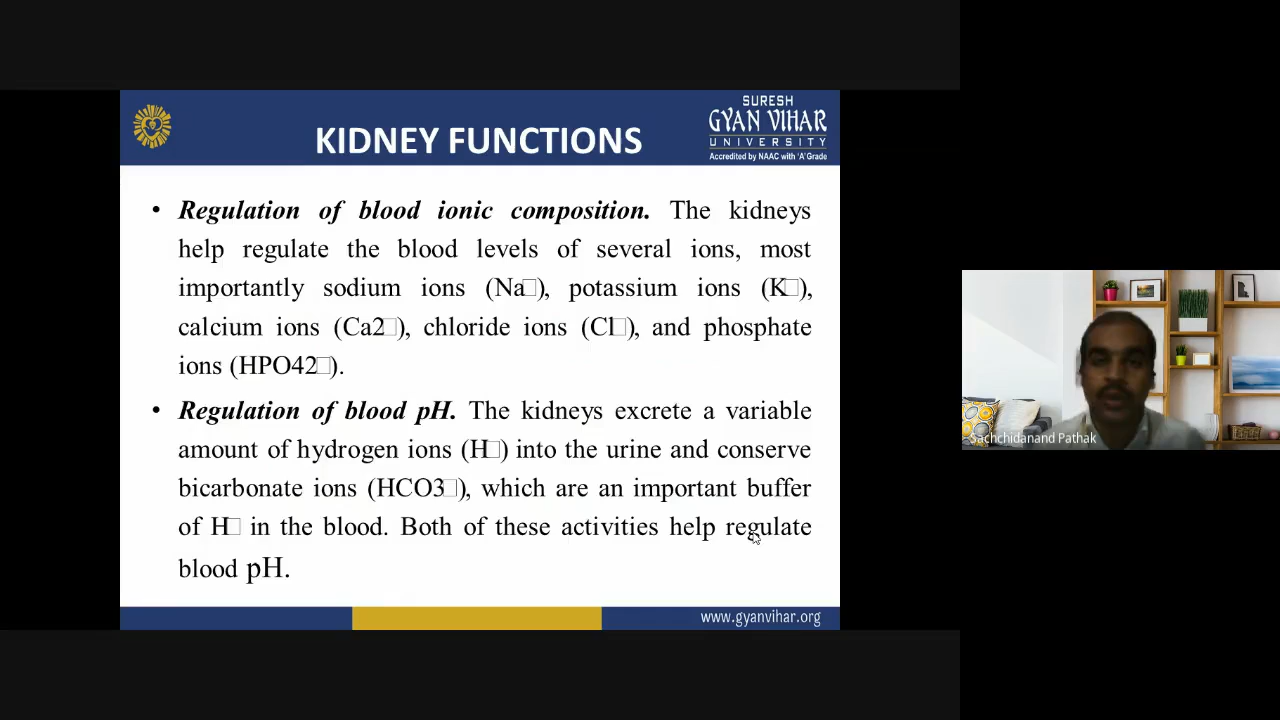 SURESH
GYAN VIHAR
UNIVERSITY
Accredited by NAAC with 'A' Grade
KIDNEY FUNCTIONS
• Regulation of blood ionic composition. The kidneys
help regulate the blood levels of several ions, most
importantly sodium ions (Na□), potassium ions (K□),
calcium ions (Ca2□), chloride ions (Cl□), and phosphate
ions (HPO42□).
• Regulation of blood pH. The kidneys excrete a variable
amount of hydrogen ions (H□) into the urine and conserve
bicarbonate ions (HCO3□), which are an important buffer
of H□ in the blood. Both of these activities help regulate
blood pH.
www.gyanvihar.org
Sachchidanand Pathak